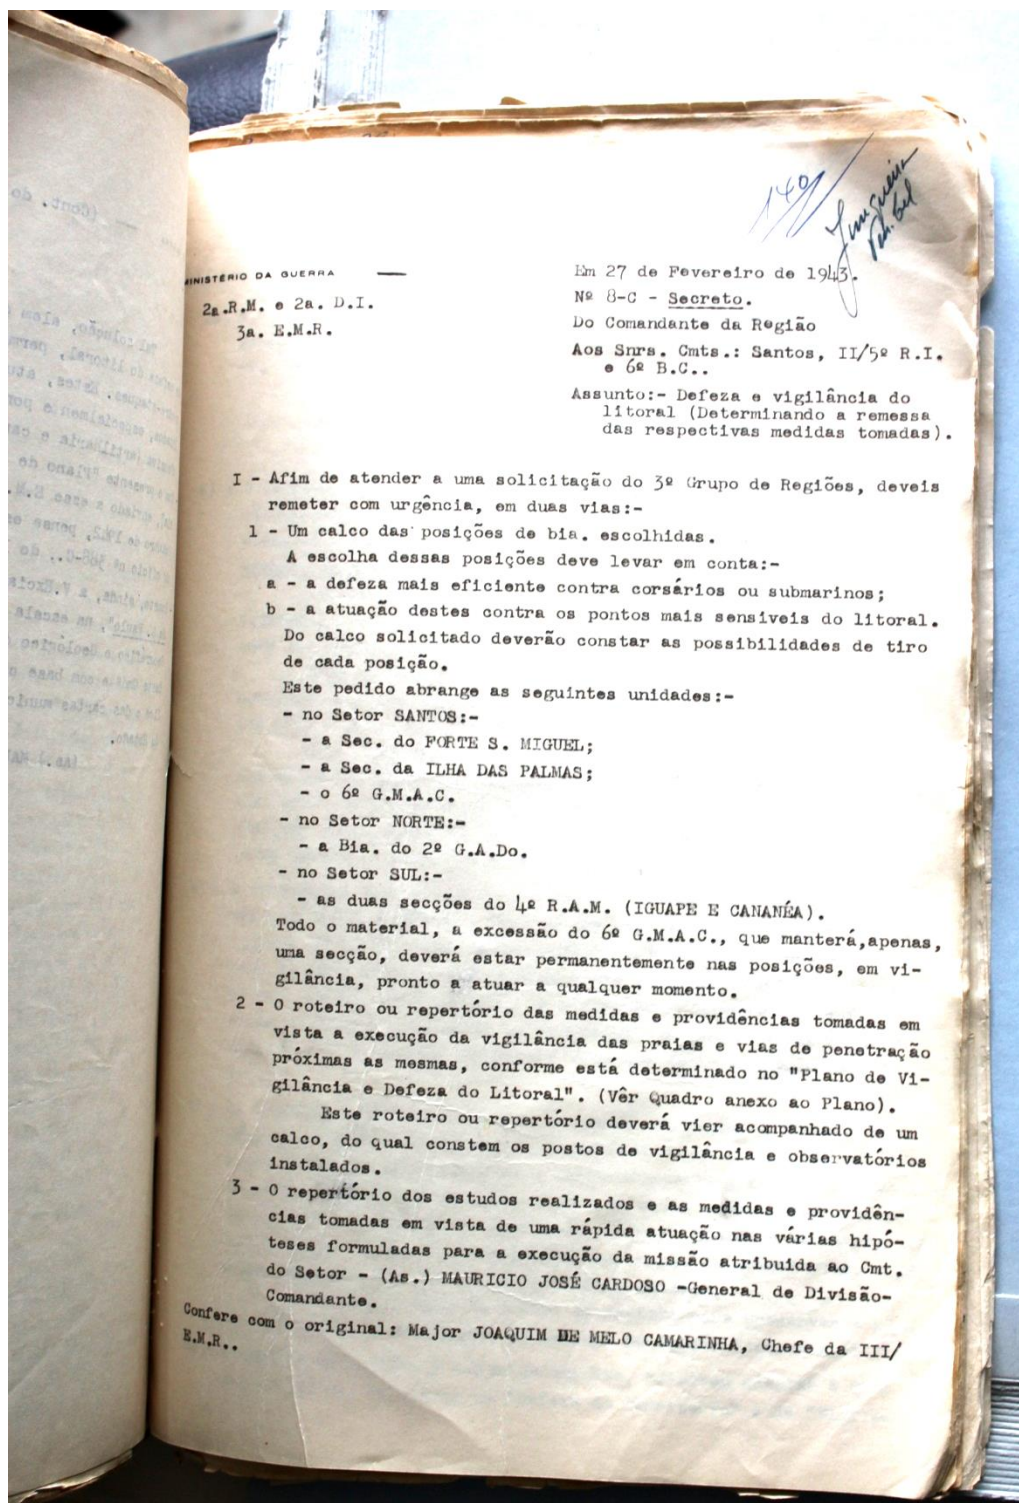 140
Junqueira
MINISTÉRIO DA GUERRA
2a.R.M. e 2a. D.I.
3a. E.M.R.
Em 27 de Fevereiro de 1943.
Nº 8-C - Secreto.
Do Comandante da Região
Aos Snrs. Cmts.: Santos, II/5º R.I.
e 6º B.C..
Assunto:- Defeza e vigilância do
litoral (Determinando a remessa
das respectivas medidas tomadas).
I - Afim de atender a uma solicitação do 3º Grupo de Regiões, deveis
remeter com urgência, em duas vias:-
1 - Um calco das posições de bia. escolhidas.
A escolha dessas posições deve levar em conta:-
a - a defeza mais eficiente contra corsários ou submarinos;
b - a atuação destes contra os pontos mais sensiveis do litoral.
Do calco solicitado deverão constar as possibilidades de tiro
de cada posição.
Este pedido abrange as seguintes unidades:-
- no Setor SANTOS:-
- a Sec. do FORTE S. MIGUEL;
- a Sec. da ILHA DAS PALMAS;
- o 6º G.M.A.C.
- no Setor NORTE:-
- a Bia. do 2º G.A.Do.
- no Setor SUL:-
- as duas secções do 4º R.A.M. (IGUAPE E CANANÉA).
Todo o material, a excessão do 6º G.M.A.C., que manterá,apenas,
uma secção, deverá estar permanentemente nas posições, em vi-
gilância, pronto a atuar a qualquer momento.
2 - O roteiro ou repertório das medidas e providências tomadas em
vista a execução da vigilância das praias e vias de penetração
próximas as mesmas, conforme está determinado no "Plano de Vi-
gilância e Defeza do Litoral". (Vêr Quadro anexo ao Plano).
Este roteiro ou repertório deverá vier acompanhado de um
calco, do qual constem os postos de vigilância e observatórios
instalados.
3 - O repertório dos estudos realizados e as medidas e providên-
cias tomadas em vista de uma rápida atuação nas várias hipó-
teses formuladas para a execução da missão atribuida ao Cmt.
do Setor - (As.) MAURICIO JOSÉ CARDOSO -General de Divisão-
Comandante.
Confere com o original: Major JOAQUIM DE MELO CAMARINHA, Chefe da III/
E.M.R..